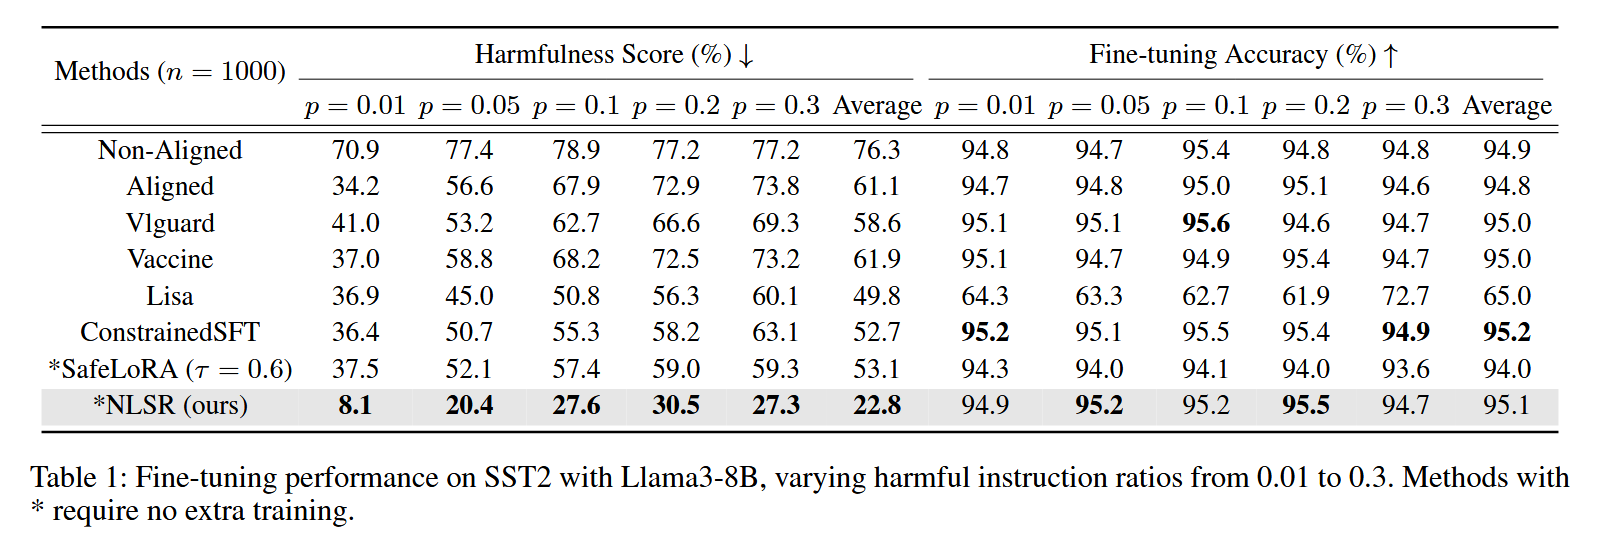 Methods (n = 1000) Harmfulness Score (%) ↓ Fine-tuning Accuracy (%) ↑
p = 0.01 p = 0.05 p = 0.1 p = 0.2 p = 0.3 Average p = 0.01 p = 0.05 p = 0.1 p = 0.2 p = 0.3 Average
Non-Aligned 70.9 77.4 78.9 77.2 77.2 76.3 94.8 94.7 95.4 94.8 94.8 94.9
Aligned 34.2 56.6 67.9 72.9 73.8 61.1 94.7 94.8 95.0 95.1 94.6 94.8
Vlguard 41.0 53.2 62.7 66.6 69.3 58.6 95.1 95.1 95.6 94.6 94.7 95.0
Vaccine 37.0 58.8 68.2 72.5 73.2 61.9 95.1 94.7 94.9 95.4 94.7 95.0
Lisa 36.9 45.0 50.8 56.3 60.1 49.8 64.3 63.3 62.7 61.9 72.7 65.0
ConstrainedSFT 36.4 50.7 55.3 58.2 63.1 52.7 95.2 95.1 95.5 95.4 94.9 95.2
*SafeLoRA (τ = 0.6) 37.5 52.1 57.4 59.0 59.3 53.1 94.3 94.0 94.1 94.0 93.6 94.0
*NLSR (ours) 8.1 20.4 27.6 30.5 27.3 22.8 94.9 95.2 95.2 95.5 94.7 95.1
Table 1: Fine-tuning performance on SST2 with Llama3-8B, varying harmful instruction ratios from 0.01 to 0.3. Methods with
* require no extra training.